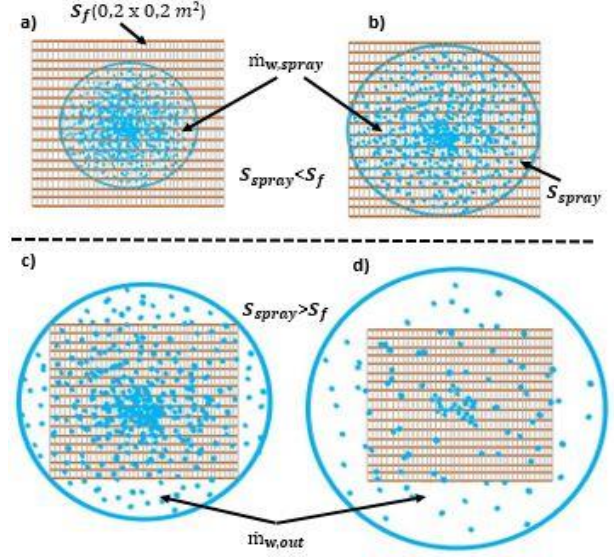 a)
S_f(0,2 x 0,2 m²)
b)
ṁ_w,spray
S_spray<S_f
S_spray
c)
d)
S_spray>S_f
ṁ_w,out